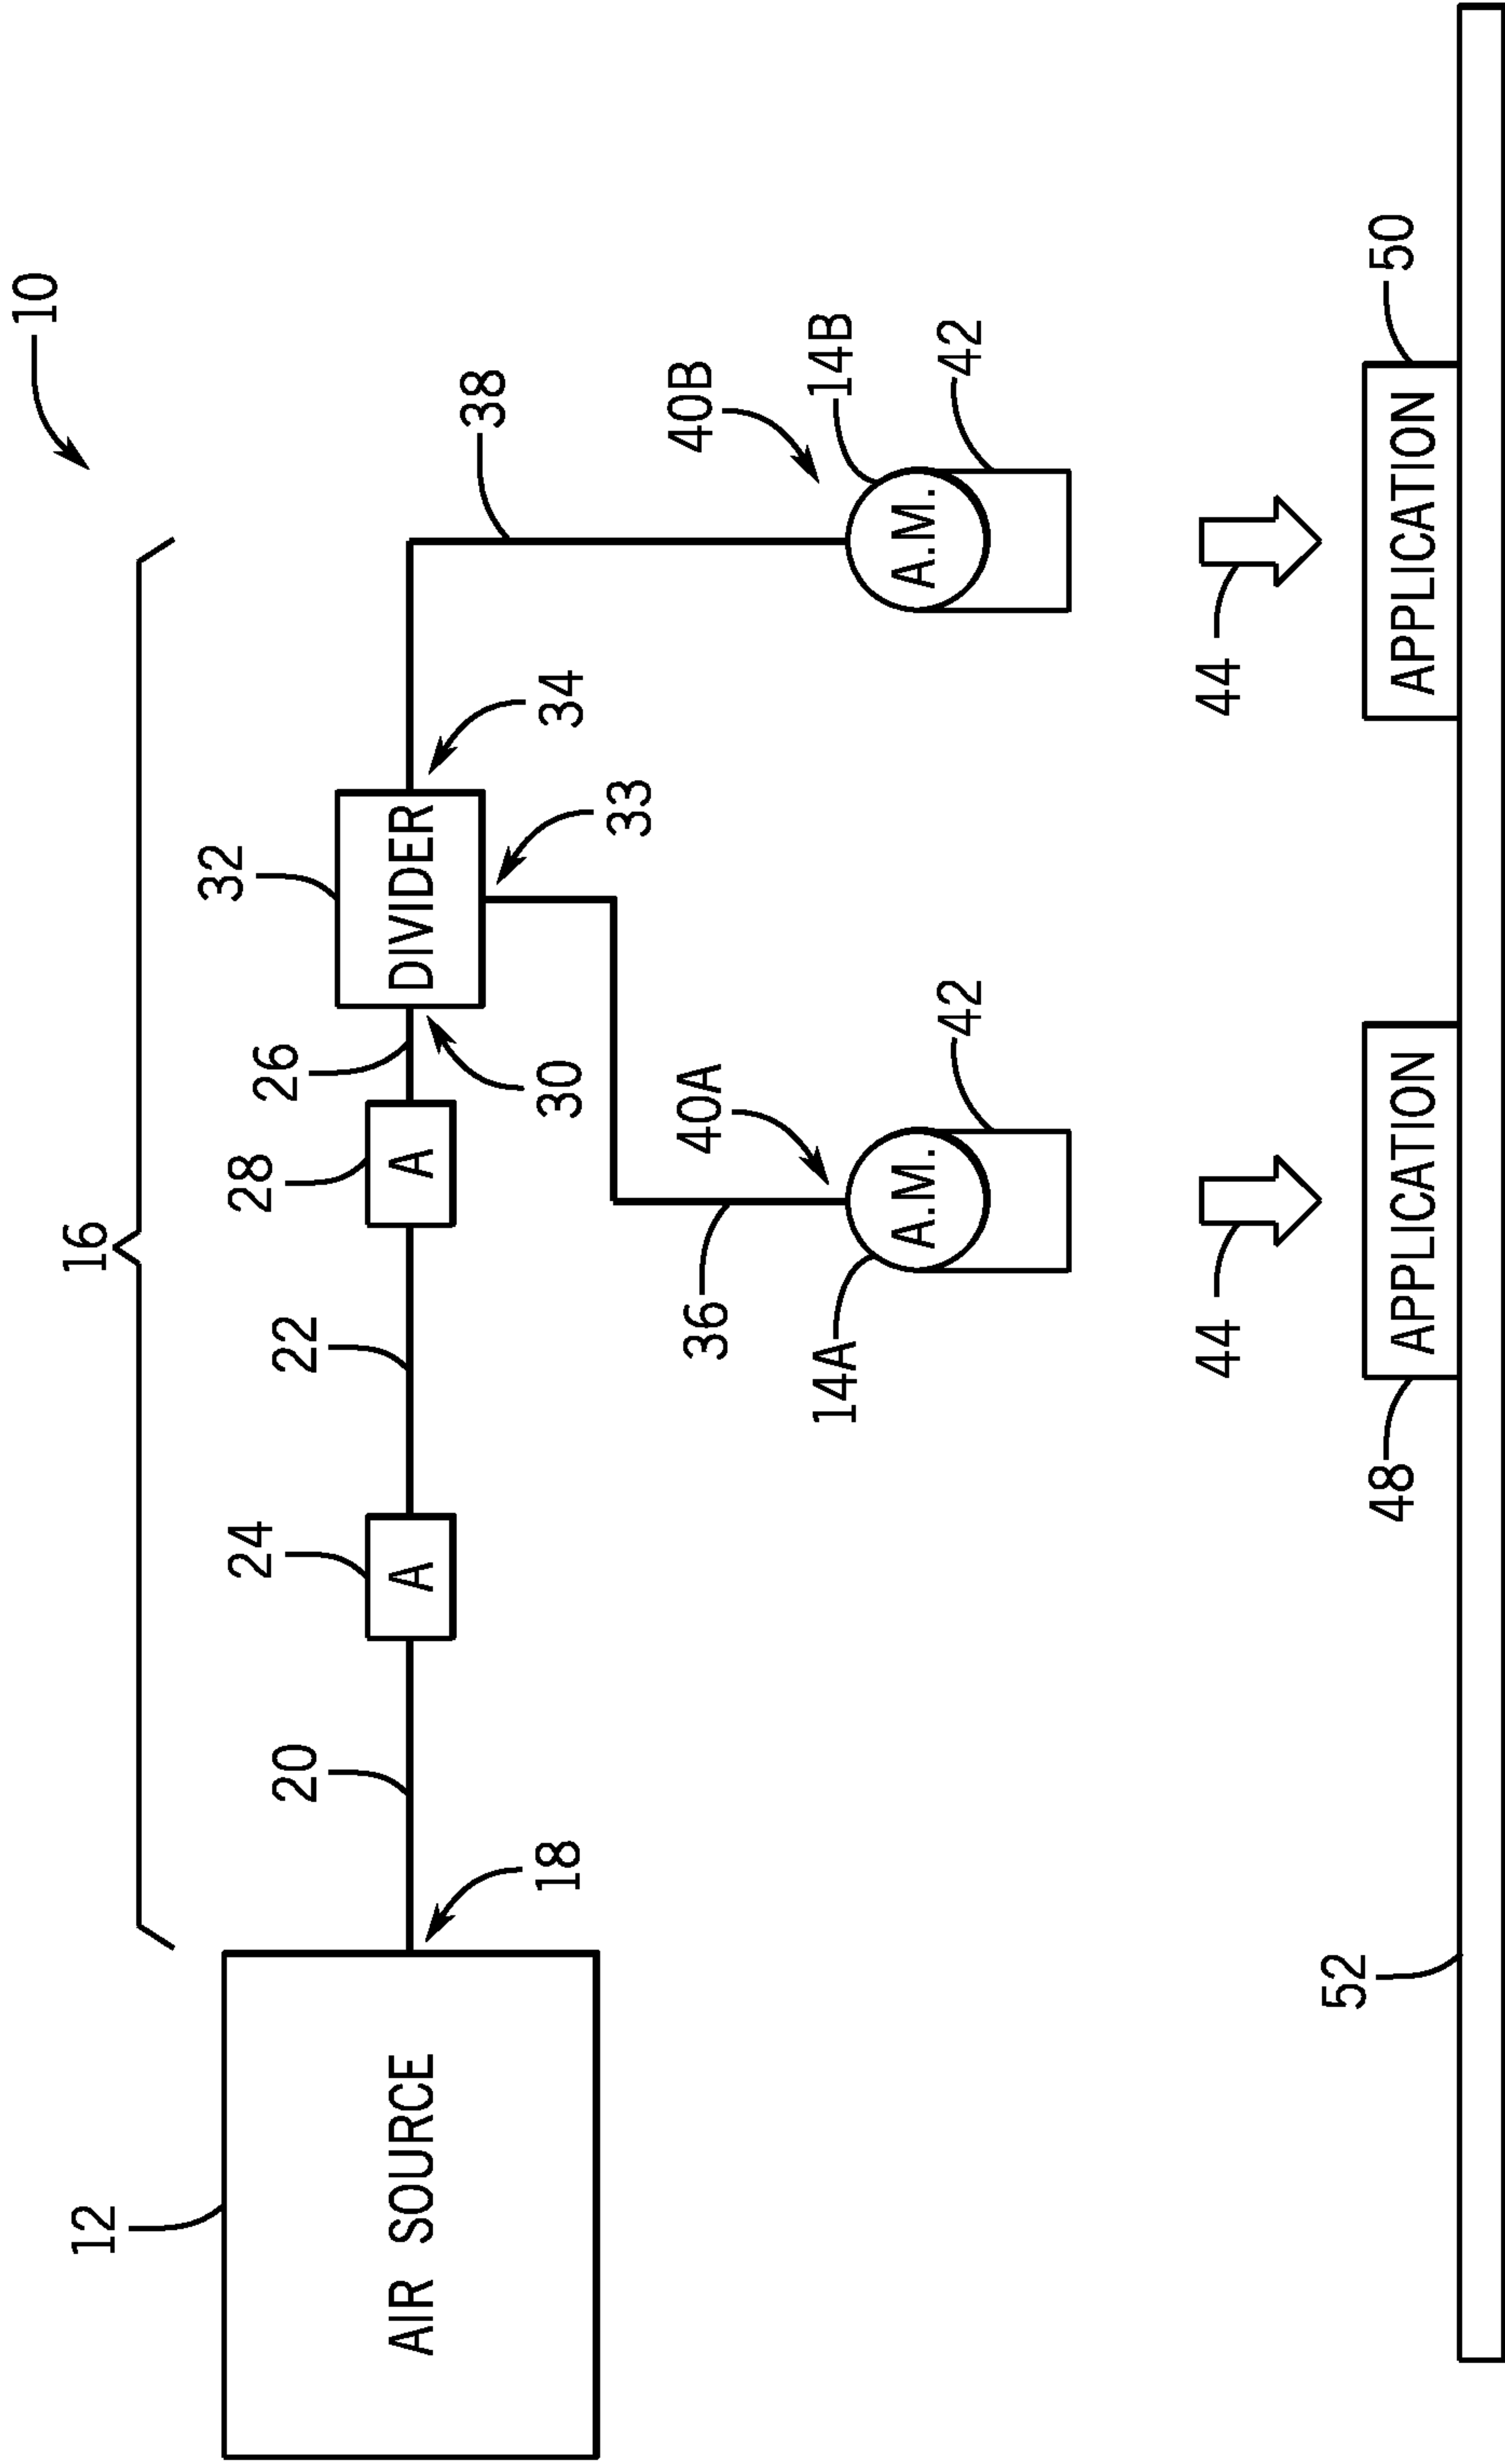 10
16
12
AIR SOURCE
18
20
24
A
22
28
A
26
30
32
DIVIDER
33
34
36
38
40A
14A
A.M.
42
40B
14B
A.M.
42
44
44
48
APPLICATION
50
APPLICATION
52